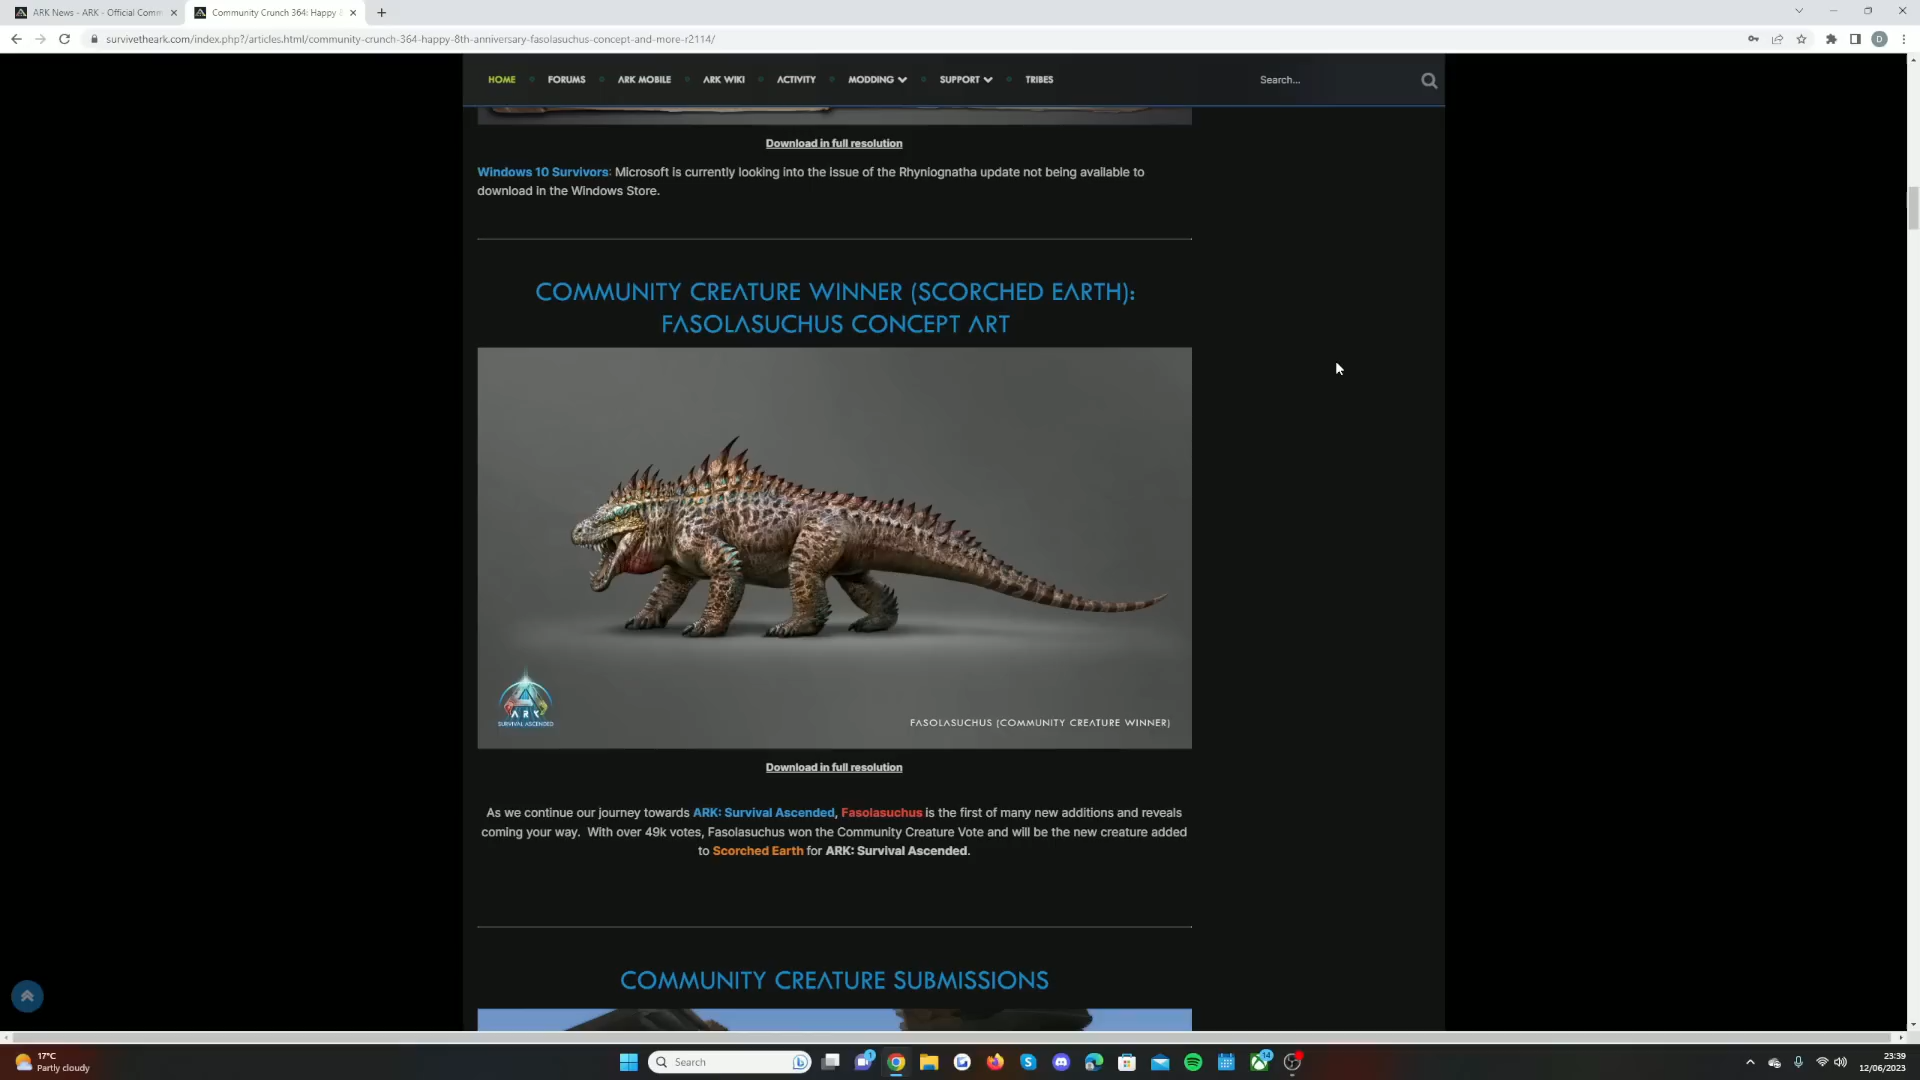 ARK News - ARK - Official Comm
Community Crunch 364: Happy 8
survivetheark.com/index.php?/articles.html/community-crunch-364-happy-8th-anniversary-fasolasuchus-concept-and-more-r2114/
D
HOME FORUMS ARK MOBILE ARK WIKI ACTIVITY MODDING SUPPORT TRIBES Search...
Download in full resolution
Windows 10 Survivors: Microsoft is currently looking into the issue of the Rhyniognatha update not being available to
download in the Windows Store.
COMMUNITY CREATURE WINNER (SCORCHED EARTH):
FASOLASUCHUS CONCEPT ART
ARK
SURVIVAL ASCENDED
FASOLASUCHUS (COMMUNITY CREATURE WINNER)
Download in full resolution
As we continue our journey towards ARK: Survival Ascended, Fasolasuchus is the first of many new additions and reveals
coming your way. With over 49k votes, Fasolasuchus won the Community Creature Vote and will be the new creature added
to Scorched Earth for ARK: Survival Ascended.
COMMUNITY CREATURE SUBMISSIONS
17°C
Partly cloudy
Search
1
14
23:39
12/06/2023